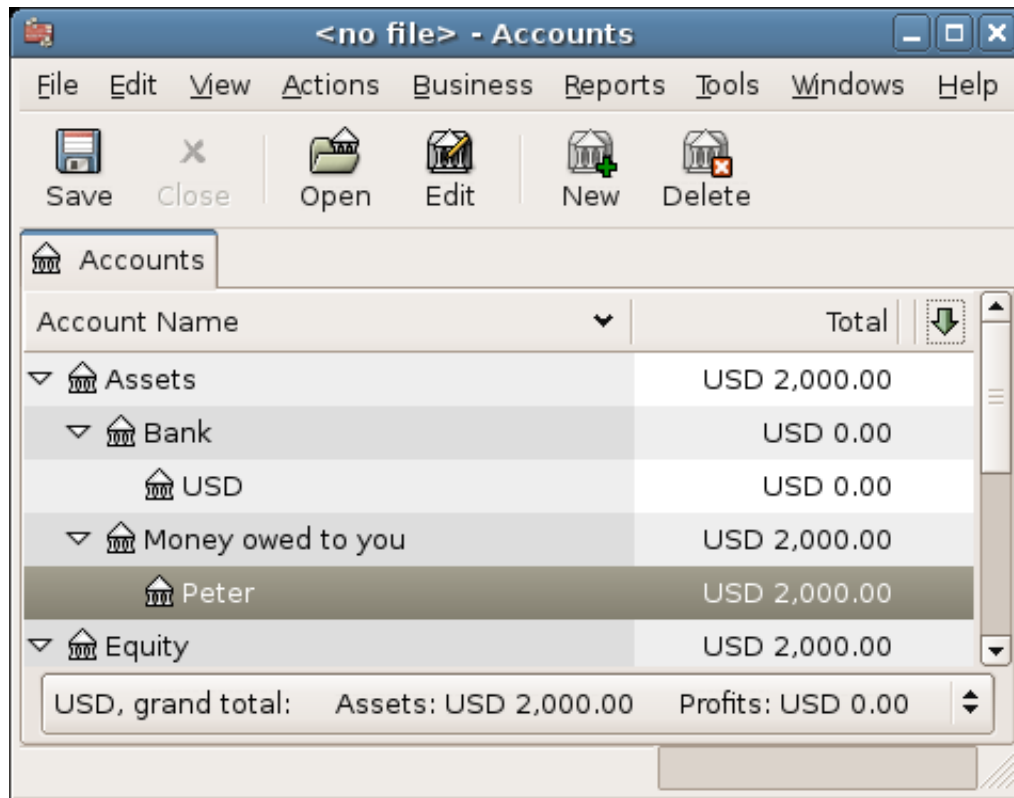 <no file> - Accounts
File Edit View Actions Business Reports Tools Windows Help
Save Close Open Edit New Delete
Accounts
Account Name Total
Assets USD 2,000.00
Bank USD 0.00
USD USD 0.00
Money owed to you USD 2,000.00
Peter USD 2,000.00
Equity USD 2,000.00
USD, grand total: Assets: USD 2,000.00 Profits: USD 0.00